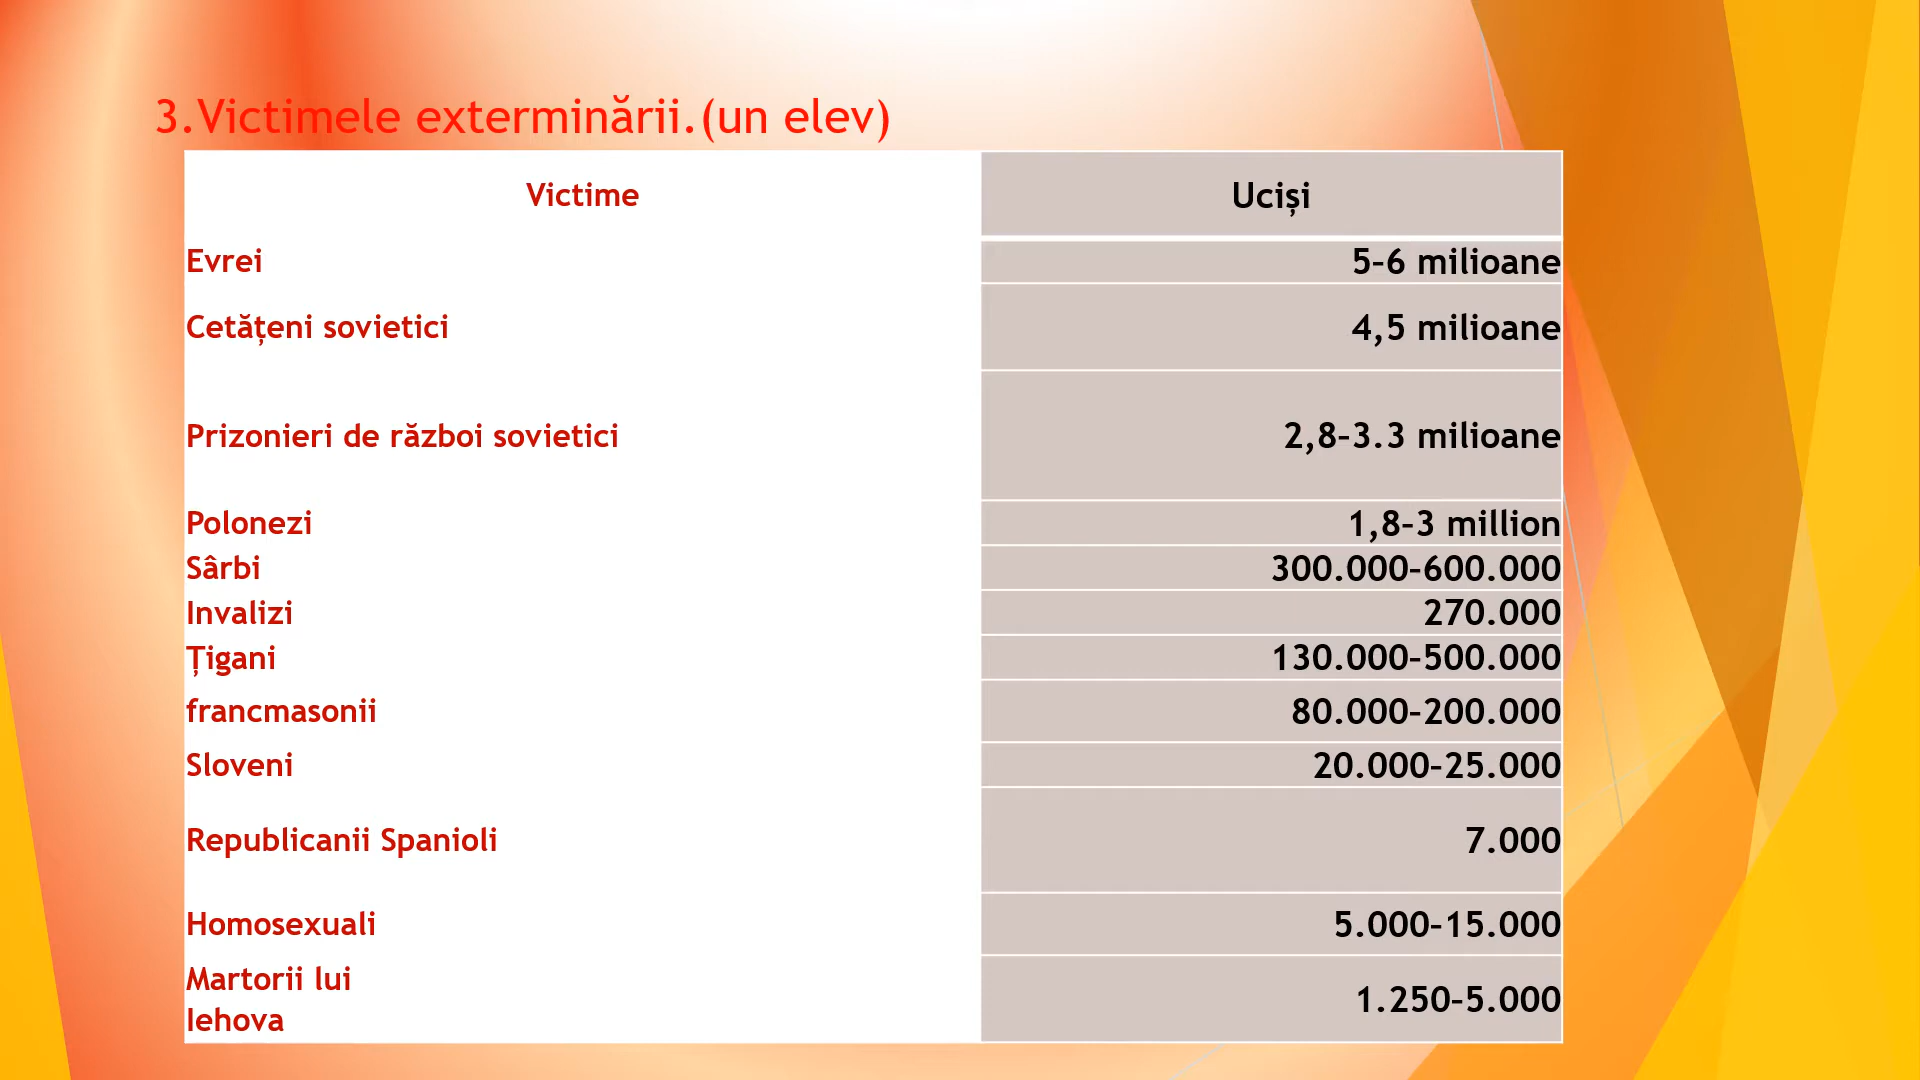 3.Victimele exterminării.(un elev)
Victime Uciși
Evrei 5–6 milioane
Cetățeni sovietici 4,5 milioane
Prizonieri de război sovietici 2,8–3.3 milioane
Polonezi 1,8–3 million
Sârbi 300.000–600.000
Invalizi 270.000
Țigani 130.000–500.000
francmasonii 80.000–200.000
Sloveni 20.000–25.000
Republicanii Spanioli 7.000
Homosexuali 5.000–15.000
Martorii lui
Iehova 1.250–5.000